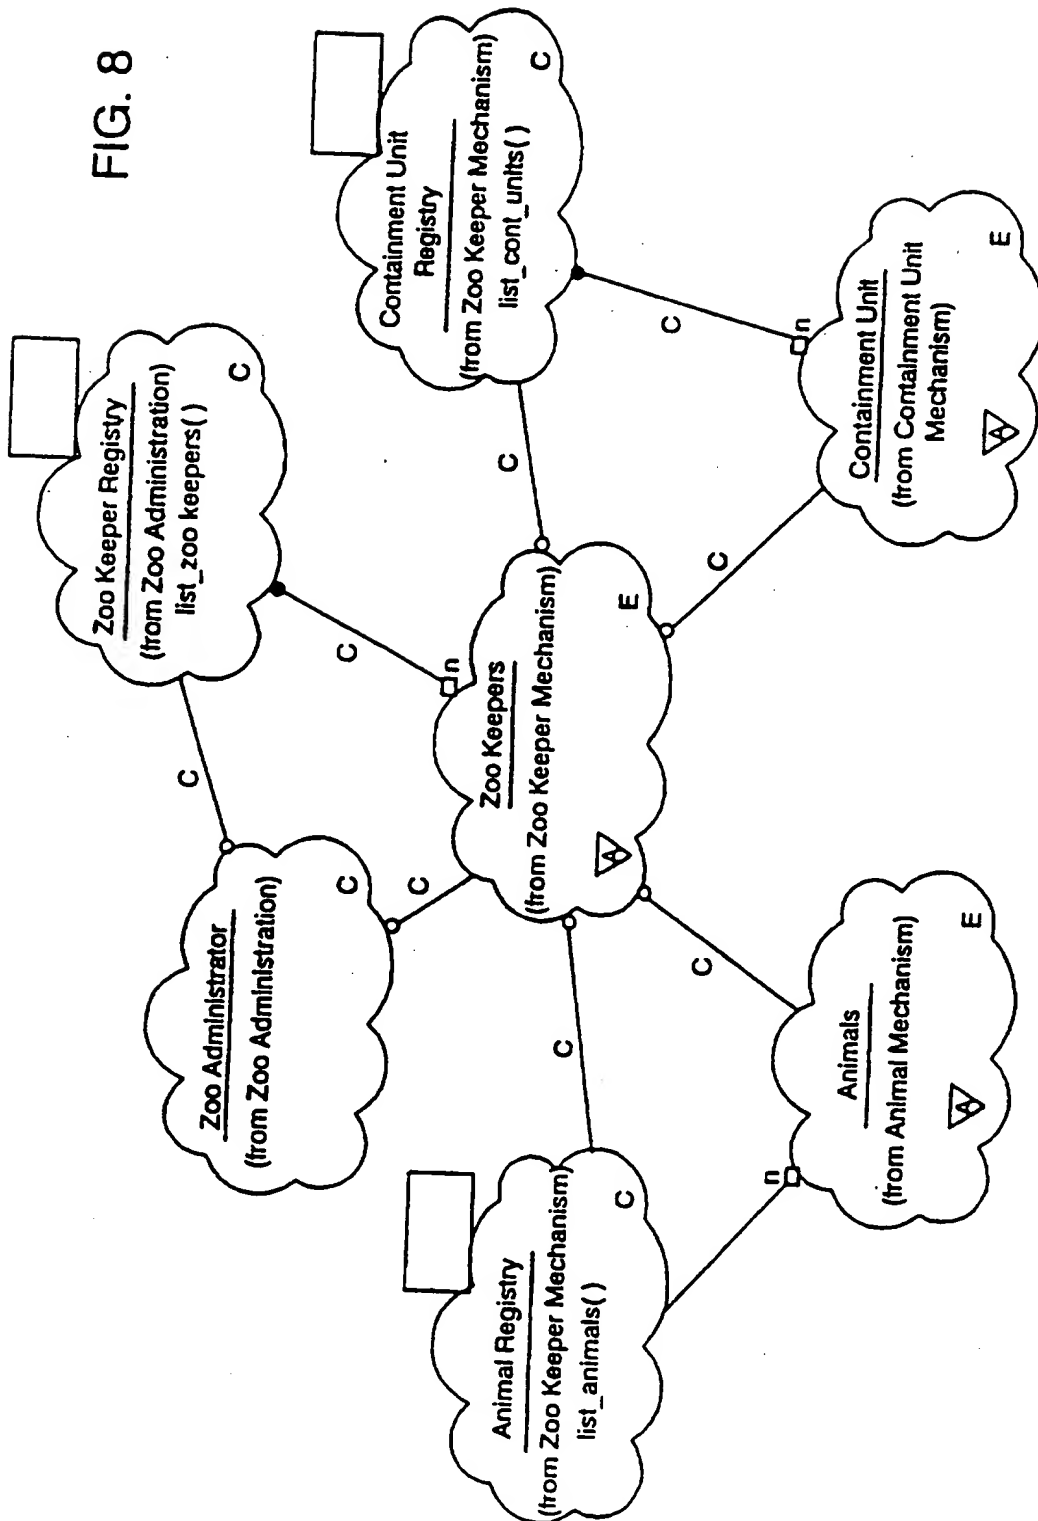 FIG. 8
Zoo Administrator
(from Zoo Administration)
C
C
Zoo Keeper Registry
(from Zoo Administration)
list_zoo keepers( )
C
C
C
n
Animal Registry
(from Zoo Keeper Mechanism)
list_animals( )
C
C
Zoo Keepers
(from Zoo Keeper Mechanism)
A
E
C
Containment Unit
Registry
(from Zoo Keeper Mechanism)
list_cont_units( )
C
n
C
C
C
n
Animals
(from Animal Mechanism)
A
E
Containment Unit
(from Containment Unit
Mechanism)
A
E